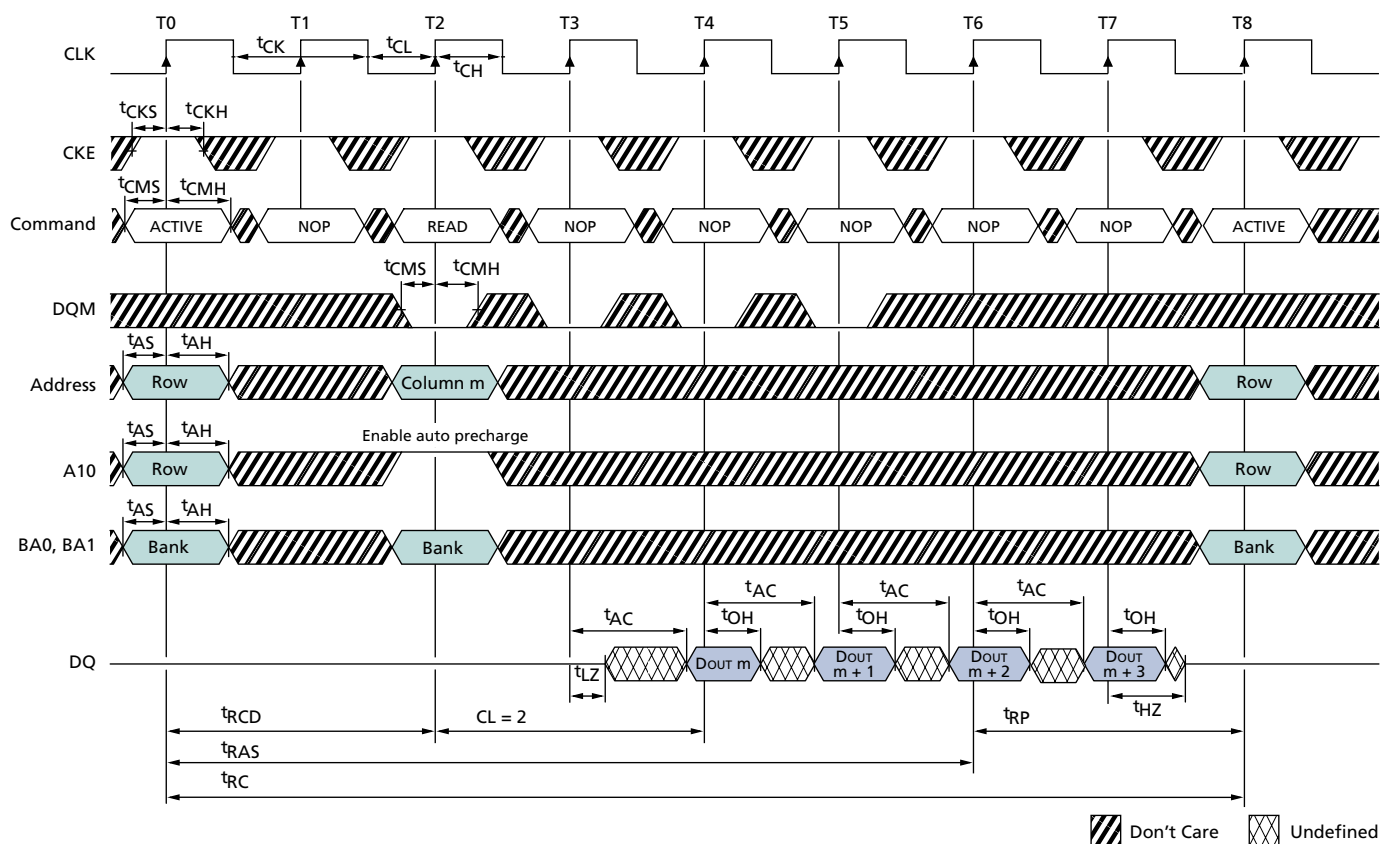 T0 T1 T2 T3 T4 T5 T6 T7 T8
CLK tCK tCL tCH
tCKS tCKH
CKE
tCMS tCMH
Command ACTIVE NOP READ NOP NOP NOP NOP NOP ACTIVE
tCMS tCMH
DQM
tAS tAH
Address Row Column m Row
tAS tAH Enable auto precharge
A10 Row Row
tAS tAH
BA0, BA1 Bank Bank Bank
tAC tAC tAC
tAC tOH tOH tOH tOH
DQ DOUT m DOUT m + 1 DOUT m + 2 DOUT m + 3
tLZ tHZ
tRCD CL = 2 tRP
tRAS
tRC
Don't Care Undefined